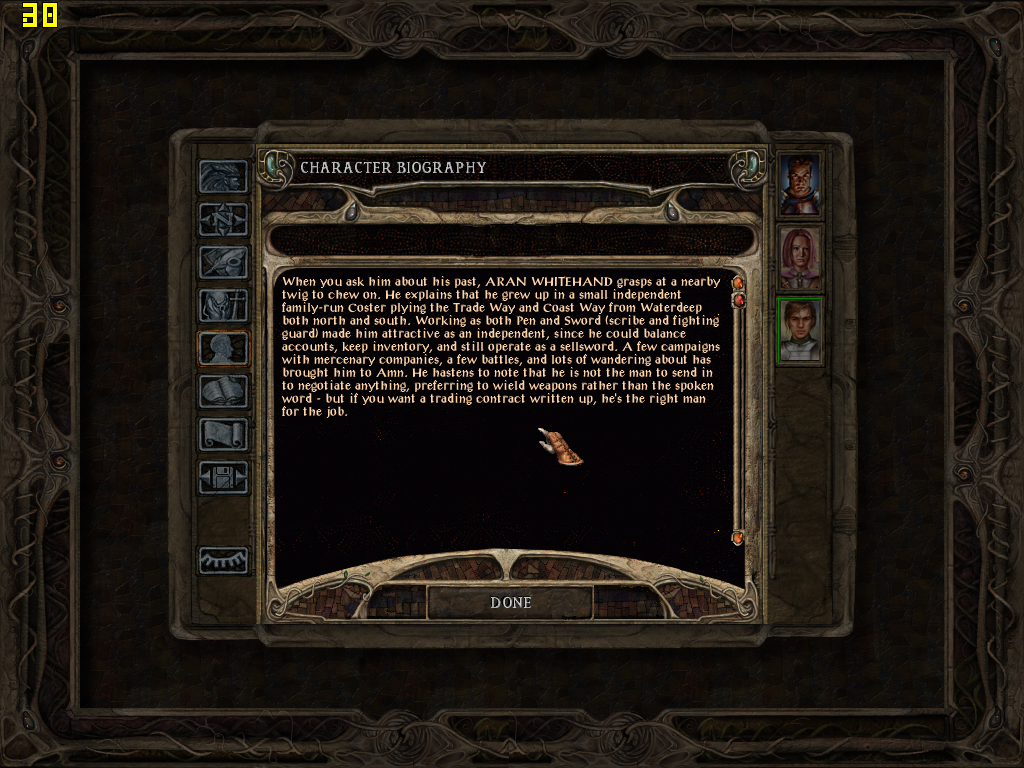 30
CHARACTER BIOGRAPHY
When you ask him about his past, ARAN WHITEHAND grasps at a nearby
twig to chew on. He explains that he grew up in a small independent
family-run Coster plying the Trade Way and Coast Way from Waterdeep
both north and south. Working as both Pen and Sword (scribe and fighting
guard) made him attractive as an independent, since he could balance
accounts, keep inventory, and still operate as a sellsword. A few campaigns
with mercenary companies, a few battles, and lots of wandering about has
brought him to Amn. He hastens to note that he is not the man to send in
to negotiate anything, preferring to wield weapons rather than the spoken
word - but if you want a trading contract written up, he's the right man
for the job.
DONE